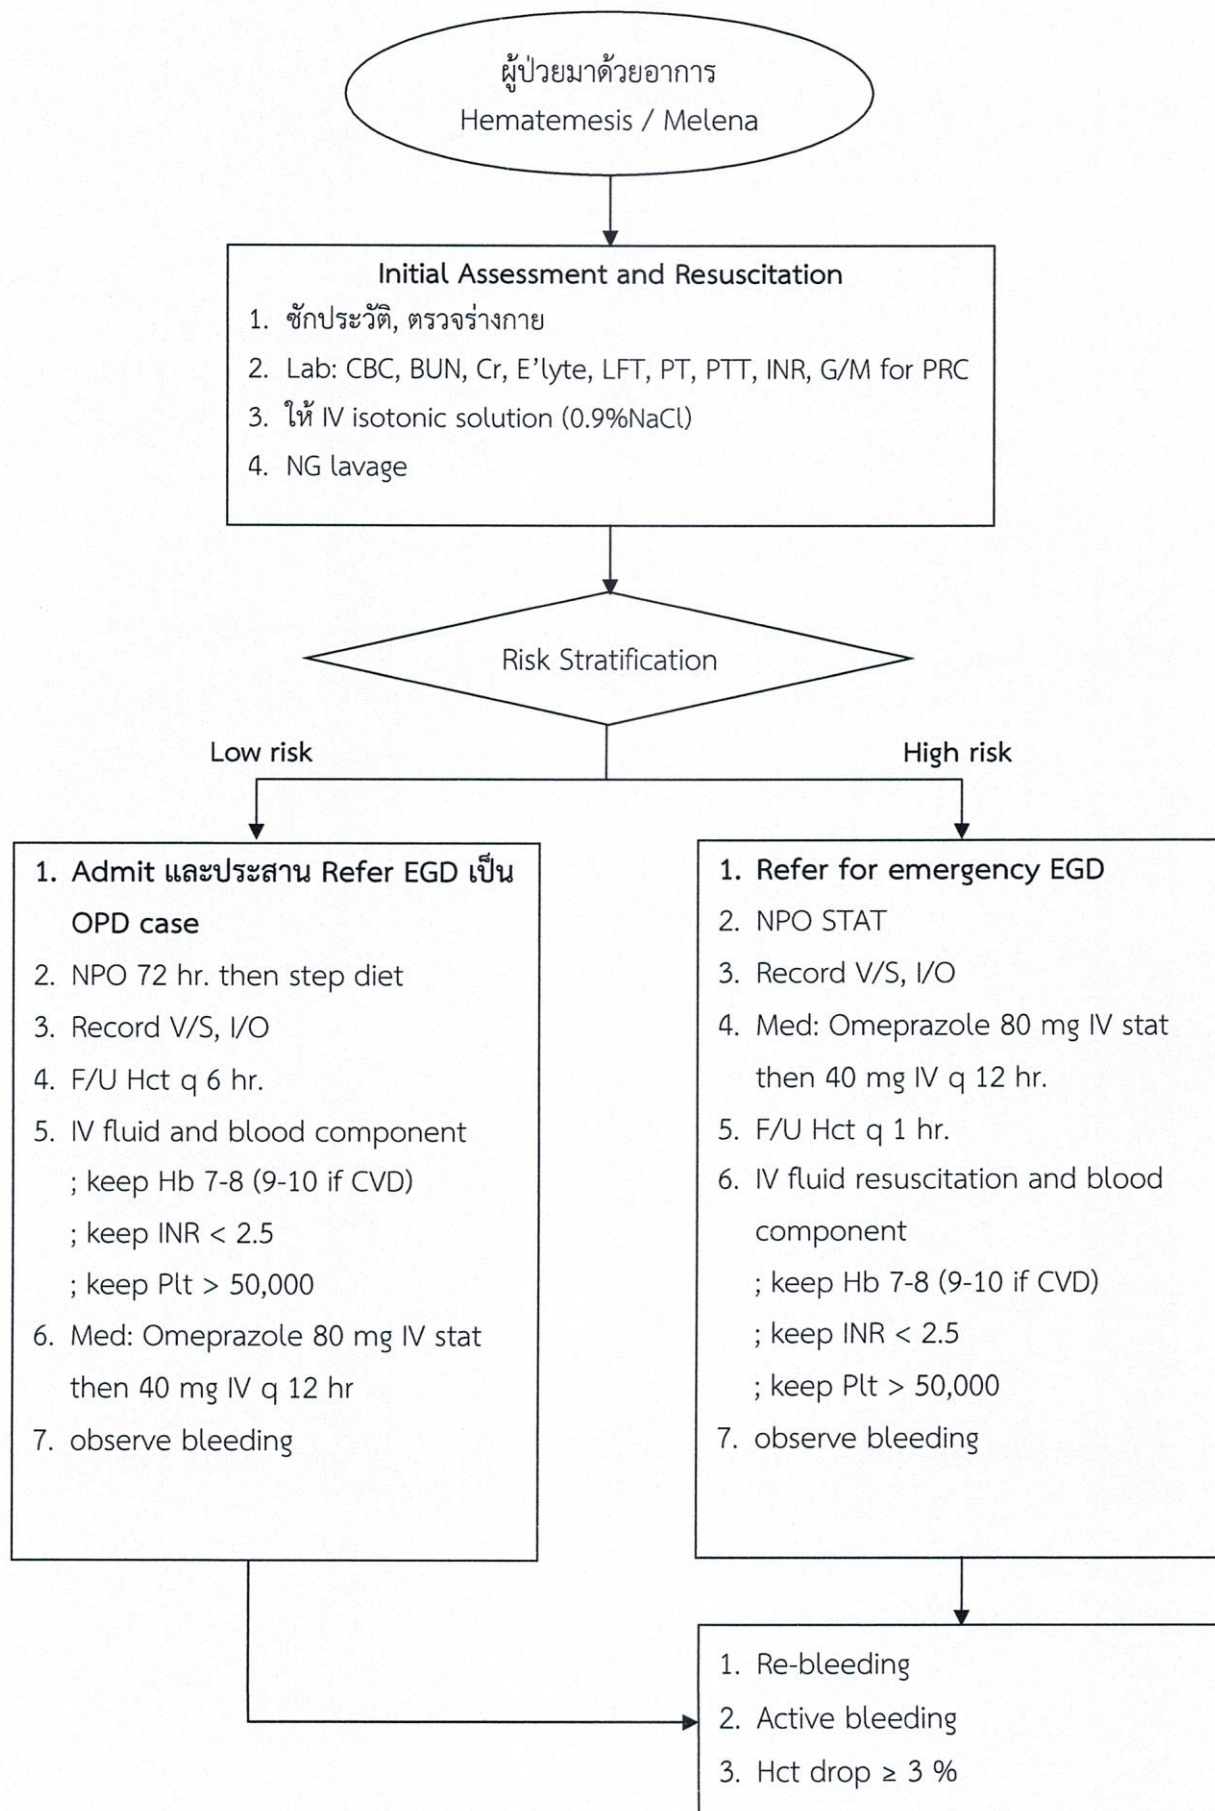 ผู้ป่วยมาด้วยอาการ
Hematemesis / Melena
Initial Assessment and Resuscitation
1. ซักประวัติ, ตรวจร่างกาย
2. Lab: CBC, BUN, Cr, E'lyte, LFT, PT, PTT, INR, G/M for PRC
3. ให้ IV isotonic solution (0.9%NaCl)
4. NG lavage
Risk Stratification
Low risk
High risk
1. Admit และประสาน Refer EGD เป็น
OPD case
2. NPO 72 hr. then step diet
3. Record V/S, I/O
4. F/U Hct q 6 hr.
5. IV fluid and blood component
; keep Hb 7-8 (9-10 if CVD)
; keep INR < 2.5
; keep Plt > 50,000
6. Med: Omeprazole 80 mg IV stat
then 40 mg IV q 12 hr
7. observe bleeding
1. Refer for emergency EGD
2. NPO STAT
3. Record V/S, I/O
4. Med: Omeprazole 80 mg IV stat
then 40 mg IV q 12 hr.
5. F/U Hct q 1 hr.
6. IV fluid resuscitation and blood
component
; keep Hb 7-8 (9-10 if CVD)
; keep INR < 2.5
; keep Plt > 50,000
7. observe bleeding
1. Re-bleeding
2. Active bleeding
3. Hct drop ≥ 3 %